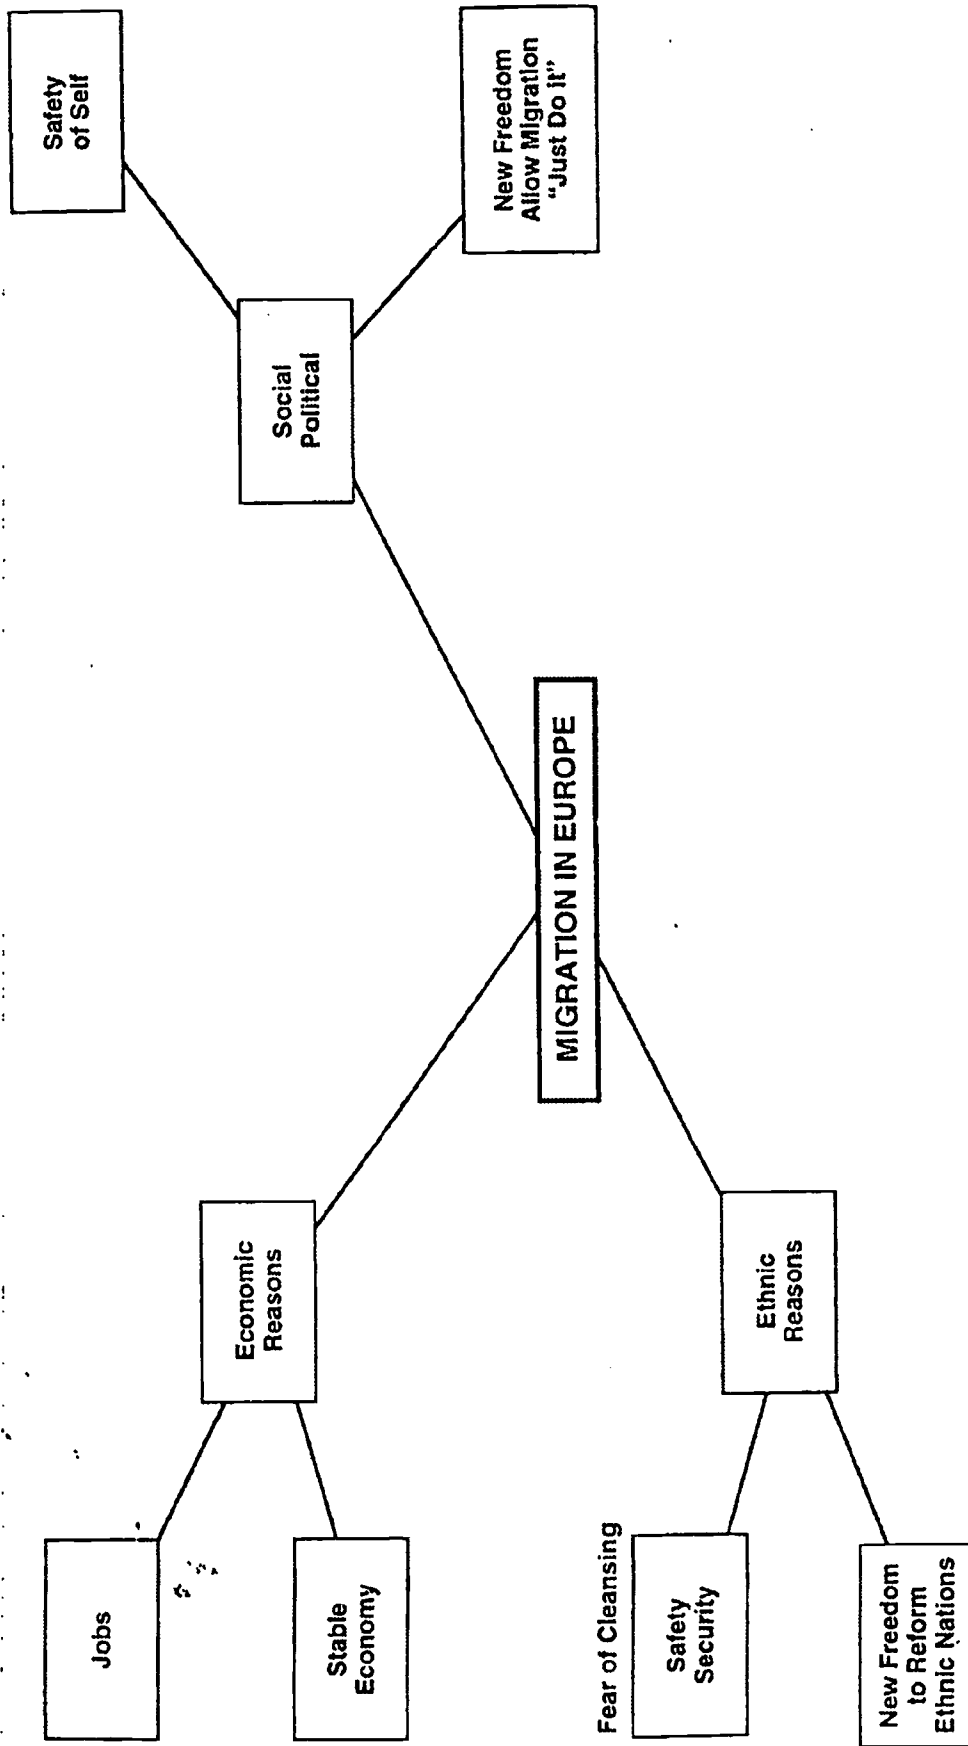 Jobs
Stable
Economy
Economic
Reasons
Fear of Cleansing
Safety
Security
New Freedom
to Reform
Ethnic Nations
Ethnic
Reasons
MIGRATION IN EUROPE
Social
Political
Safety
of Self
New Freedom
Allow Migration
"Just Do it"